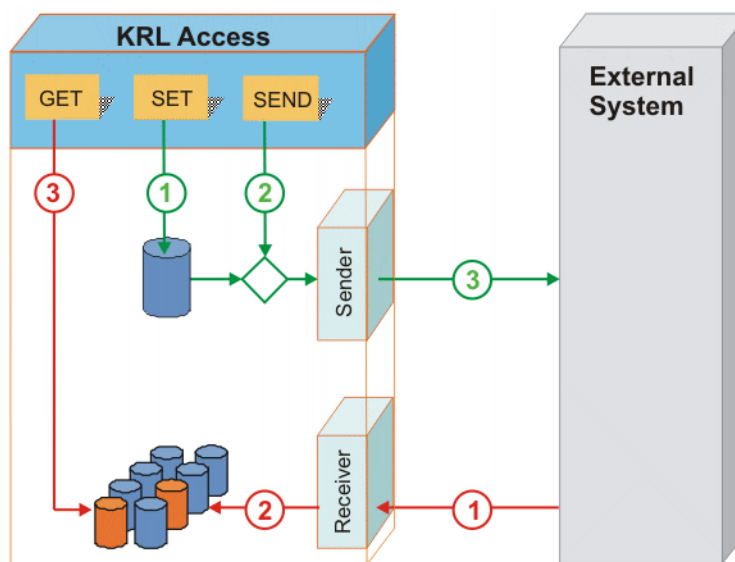 KRL Access
GET
SET
SEND
External
System
3
1
2
Sender
3
Receiver
2
1